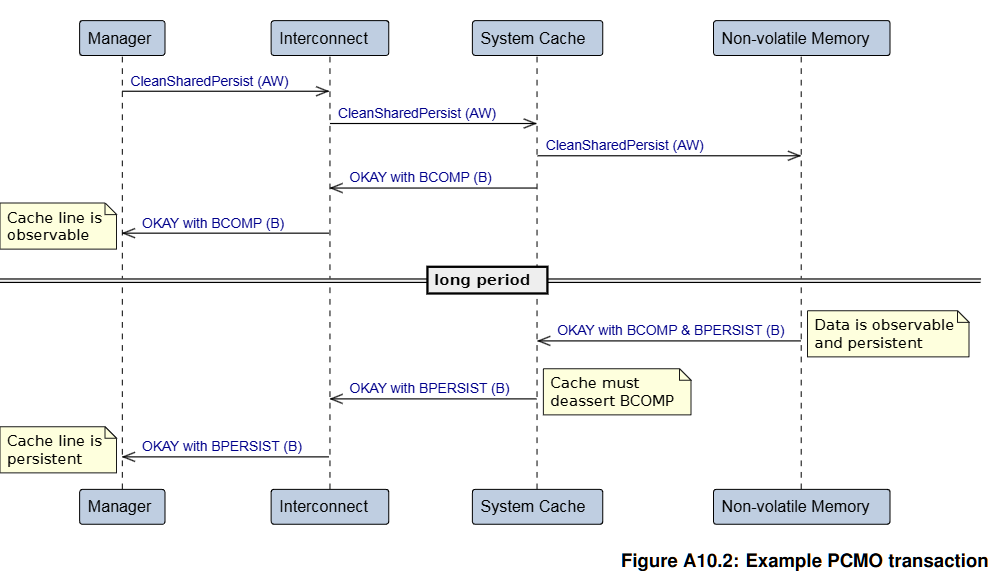 Manager
Interconnect
System Cache
Non-volatile Memory
CleanSharedPersist (AW)
CleanSharedPersist (AW)
CleanSharedPersist (AW)
OKAY with BCOMP (B)
Cache line is
observable
OKAY with BCOMP (B)
long period
OKAY with BCOMP & BPERSIST (B)
Data is observable
and persistent
OKAY with BPERSIST (B)
Cache must
deassert BCOMP
Cache line is
persistent
OKAY with BPERSIST (B)
Manager
Interconnect
System Cache
Non-volatile Memory
Figure A10.2: Example PCMO transaction